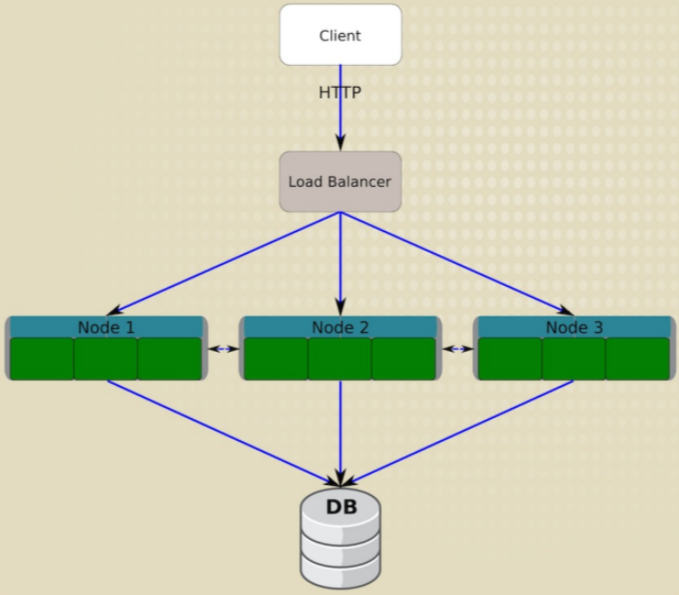 Client
HTTP
Load Balancer
Node 1
Node 2
Node 3
DB